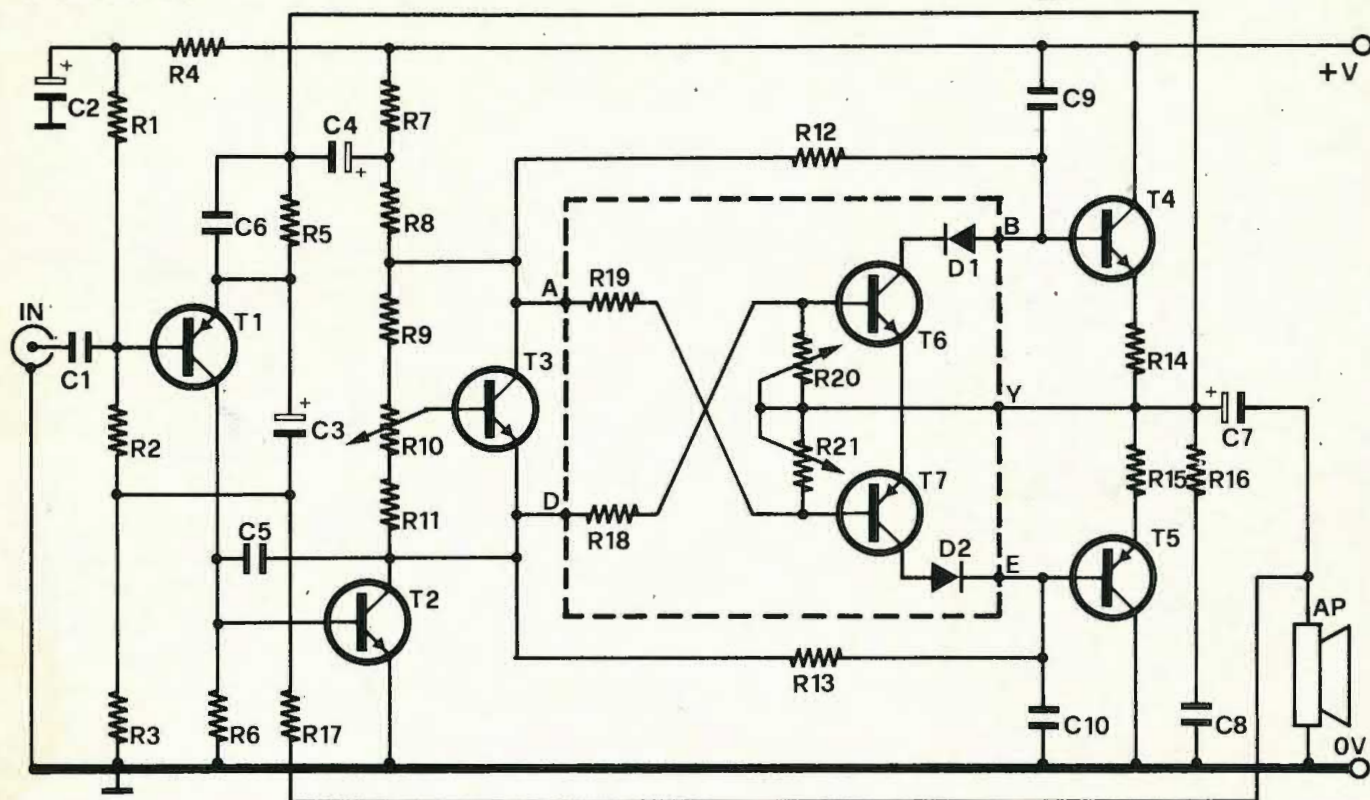 +
C2
R4
R1
+V
C4
+
R7
C9
R12
C6
R5
R8
T4
B
D1
R19
A
IN
T1
R9
T6
C1
T3
R14
R20
Y
+
C3
R10
+
C7
R2
R21
T7
R15
R16
R11
D
C5
R18
D2
E
T5
T2
AP
R13
R3
R6
R17
C10
C8
0V